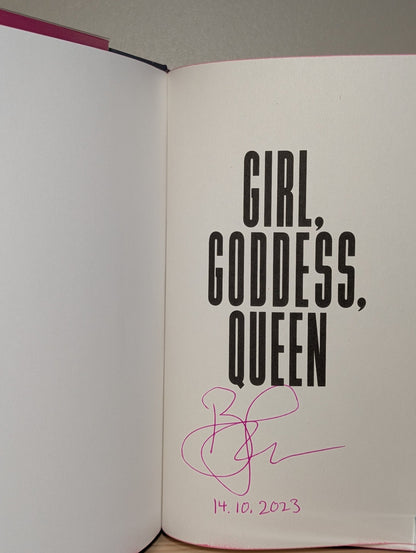 GIRL,
GODDESS,
QUEEN
14.10.2023